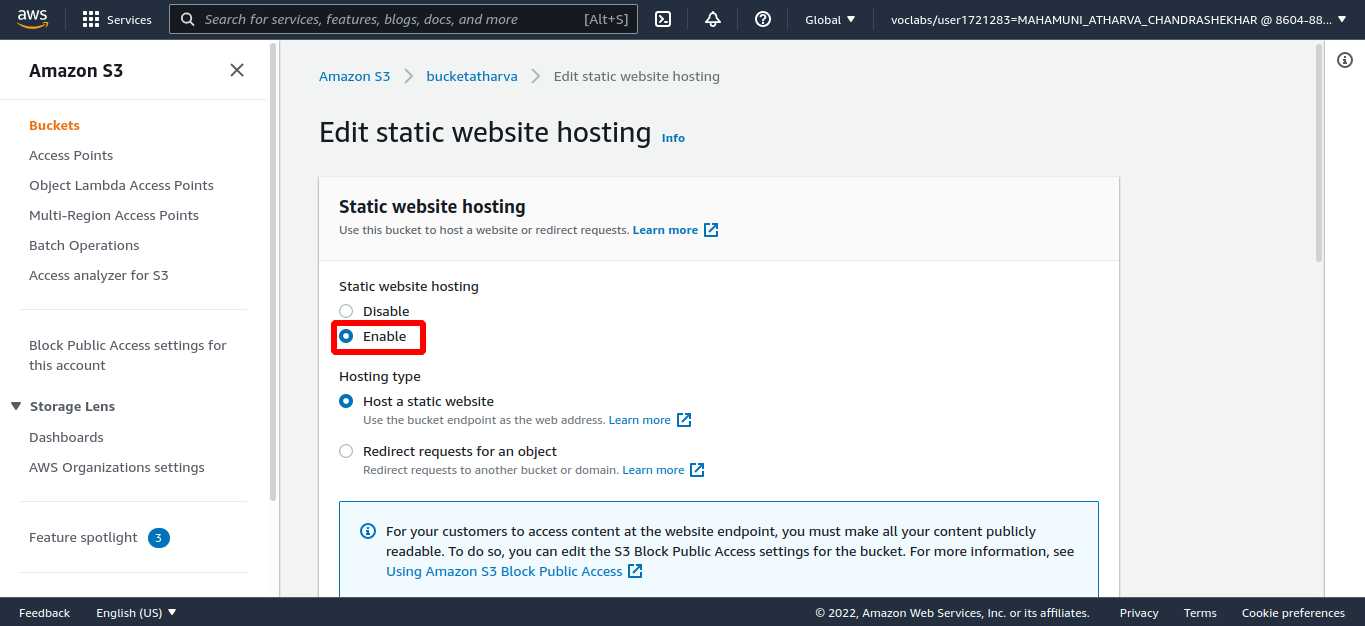 aws
Services
Search for services, features, blogs, docs, and more
[Alt+S]
Global
voclabs/user1721283=MAHAMUNI_ATHARVA_CHANDRASHEKHAR @ 8604-88...
Amazon S3
Buckets
Access Points
Object Lambda Access Points
Multi-Region Access Points
Batch Operations
Access analyzer for S3
Block Public Access settings for
this account
Storage Lens
Dashboards
AWS Organizations settings
Feature spotlight 3
Amazon S3 > bucketatharva > Edit static website hosting
Edit static website hosting Info
Static website hosting
Use this bucket to host a website or redirect requests. Learn more
Static website hosting
Disable
Enable
Hosting type
Host a static website
Use the bucket endpoint as the web address. Learn more
Redirect requests for an object
Redirect requests to another bucket or domain. Learn more
For your customers to access content at the website endpoint, you must make all your content publicly
readable. To do so, you can edit the S3 Block Public Access settings for the bucket. For more information, see
Using Amazon S3 Block Public Access
Feedback
English (US)
© 2022, Amazon Web Services, Inc. or its affiliates.
Privacy
Terms
Cookie preferences